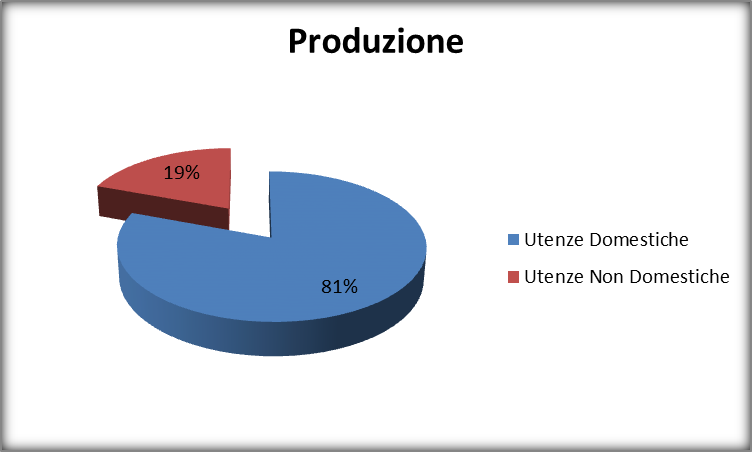 Produzione
19%
81%
Utenze Domestiche
Utenze Non Domestiche